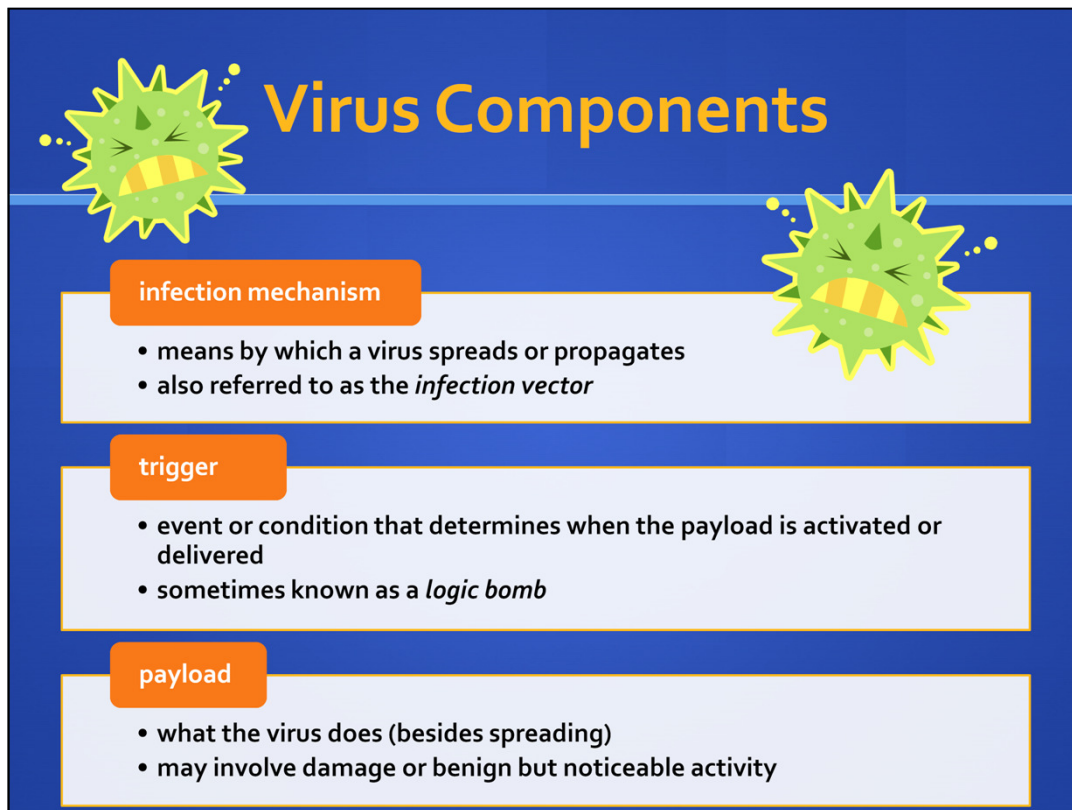 Virus Components
infection mechanism
• means by which a virus spreads or propagates
• also referred to as the infection vector
trigger
• event or condition that determines when the payload is activated or
delivered
• sometimes known as a logic bomb
payload
• what the virus does (besides spreading)
• may involve damage or benign but noticeable activity